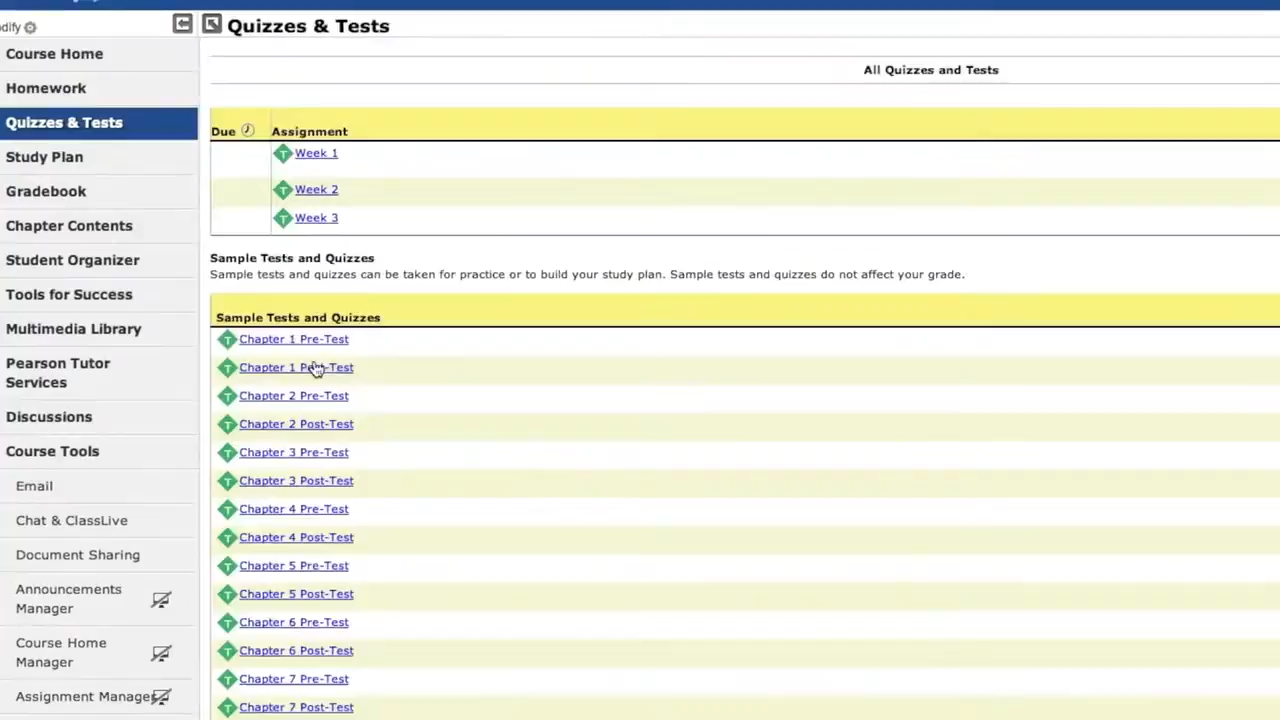 odify
Quizzes & Tests
Course Home
Homework
Quizzes & Tests
Study Plan
Gradebook
Chapter Contents
Student Organizer
Tools for Success
Multimedia Library
Pearson Tutor
Services
Discussions
Course Tools
Email
Chat & ClassLive
Document Sharing
Announcements
Manager
Course Home
Manager
Assignment Manager
All Quizzes and Tests
Due Assignment
T Week 1
T Week 2
T Week 3
Sample Tests and Quizzes
Sample tests and quizzes can be taken for practice or to build your study plan. Sample tests and quizzes do not affect your grade.
Sample Tests and Quizzes
T Chapter 1 Pre-Test
T Chapter 1 Post-Test
T Chapter 2 Pre-Test
T Chapter 2 Post-Test
T Chapter 3 Pre-Test
T Chapter 3 Post-Test
T Chapter 4 Pre-Test
T Chapter 4 Post-Test
T Chapter 5 Pre-Test
T Chapter 5 Post-Test
T Chapter 6 Pre-Test
T Chapter 6 Post-Test
T Chapter 7 Pre-Test
T Chapter 7 Post-Test